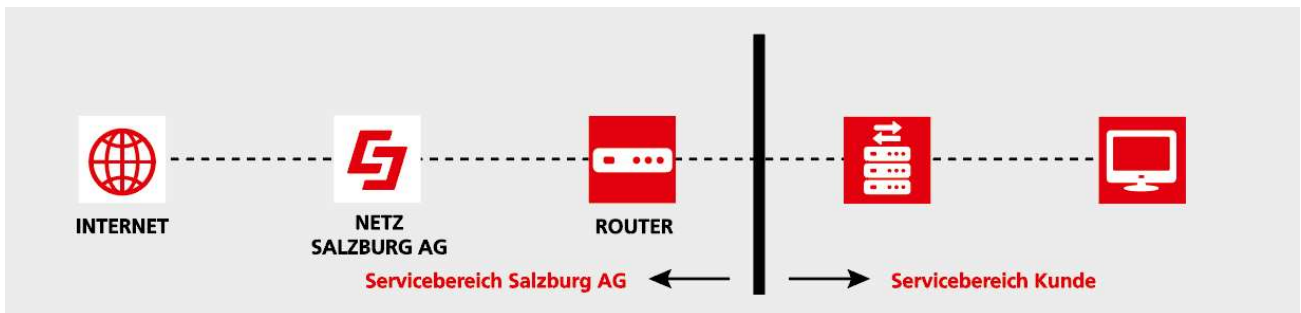 INTERNET
NETZ
SALZBURG AG
ROUTER
Servicebereich Salzburg AG
Servicebereich Kunde